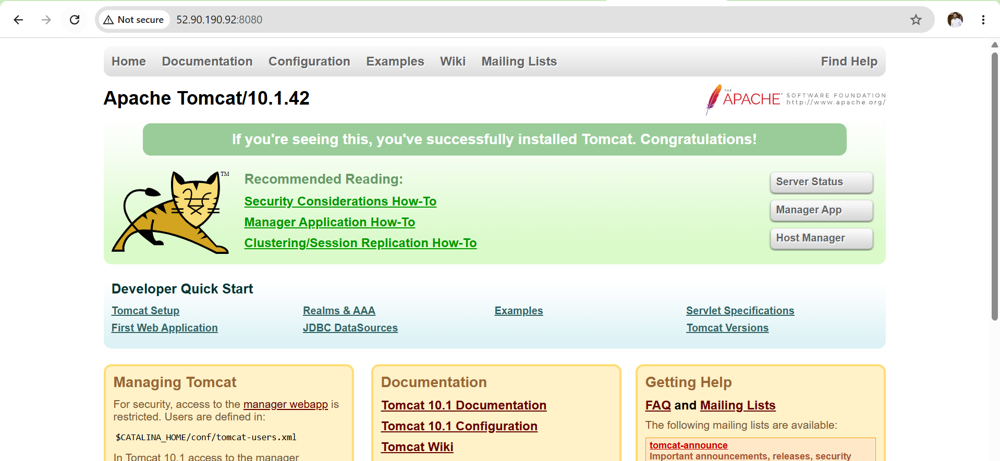 Not secure
52.90.190.92:8080
Home Documentation Configuration Examples Wiki Mailing Lists Find Help
Apache Tomcat/10.1.42
THE APACHE® SOFTWARE FOUNDATION
http://www.apache.org/
If you're seeing this, you've successfully installed Tomcat. Congratulations!
TM
Recommended Reading:
Security Considerations How-To
Manager Application How-To
Clustering/Session Replication How-To
Server Status
Manager App
Host Manager
Developer Quick Start
Tomcat Setup
First Web Application
Realms & AAA
JDBC DataSources
Examples
Servlet Specifications
Tomcat Versions
Managing Tomcat
For security, access to the manager webapp is
restricted. Users are defined in:
$CATALINA_HOME/conf/tomcat-users.xml
In Tomcat 10.1 access to the manager
Documentation
Tomcat 10.1 Documentation
Tomcat 10.1 Configuration
Tomcat Wiki
Getting Help
FAQ and Mailing Lists
The following mailing lists are available:
tomcat-announce
Important announcements, releases, security